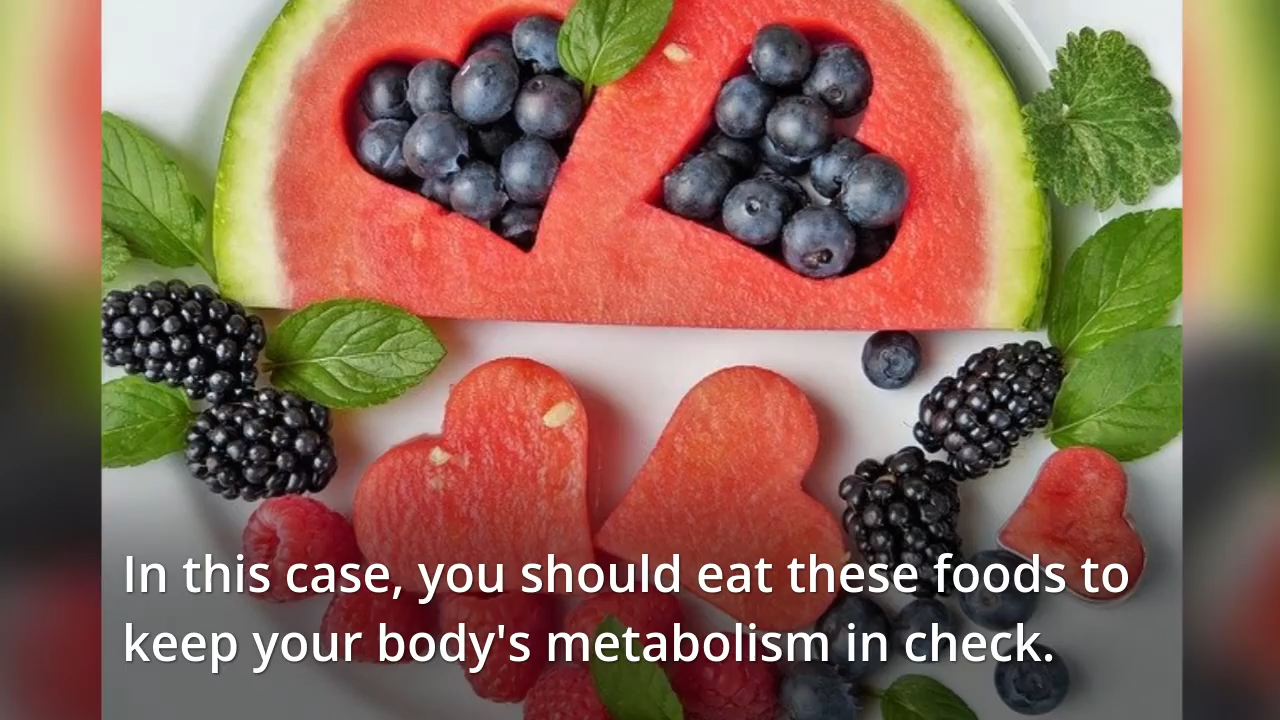 In this case, you should eat these foods to
keep your body's metabolism in check.